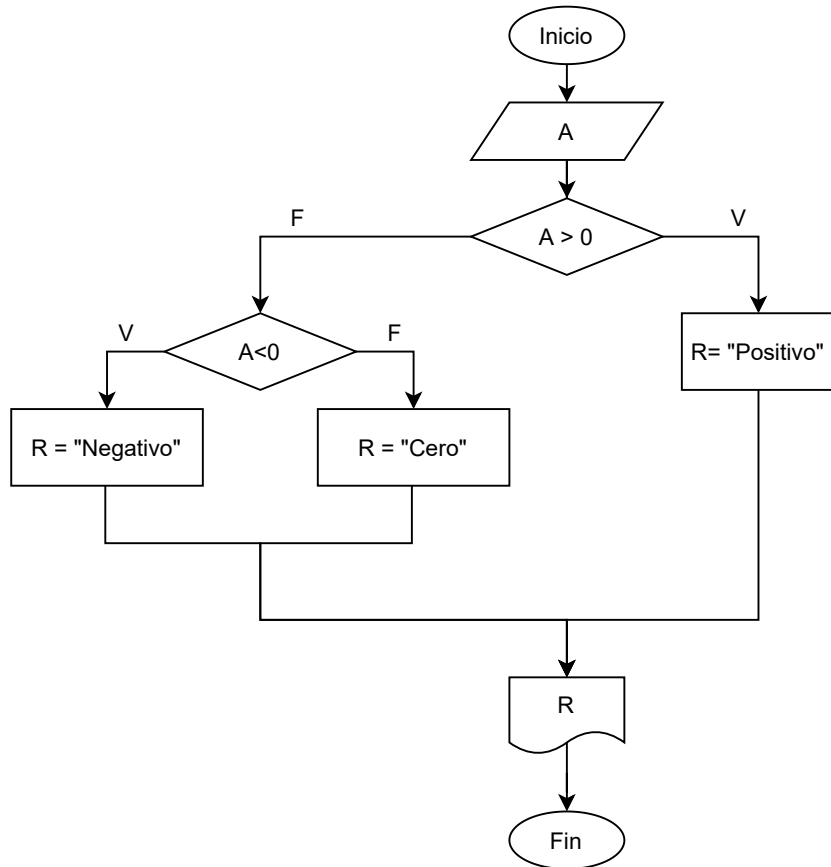 Inicio
A
A > 0
F
V
A<0
V
F
R= "Positivo"
R = "Negativo"
R = "Cero"
R
Fin